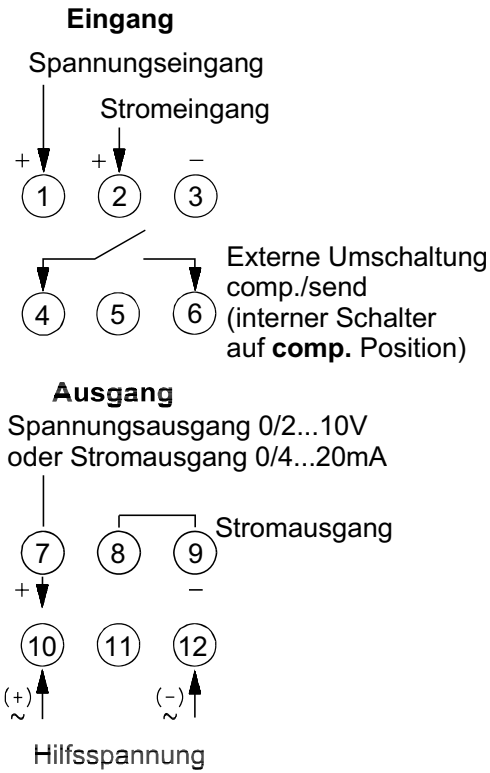 Eingang
Spannungseingang
Stromeingang
+ + –
1 2 3
4 5 6
Externe Umschaltung
comp./send
(interner Schalter
auf comp. Position)
Ausgang
Spannungsausgang 0/2...10V
oder Stromausgang 0/4...20mA
Stromausgang
7 8 9
+ –
10 11 12
(+) (–)
~ ~
Hilfsspannung